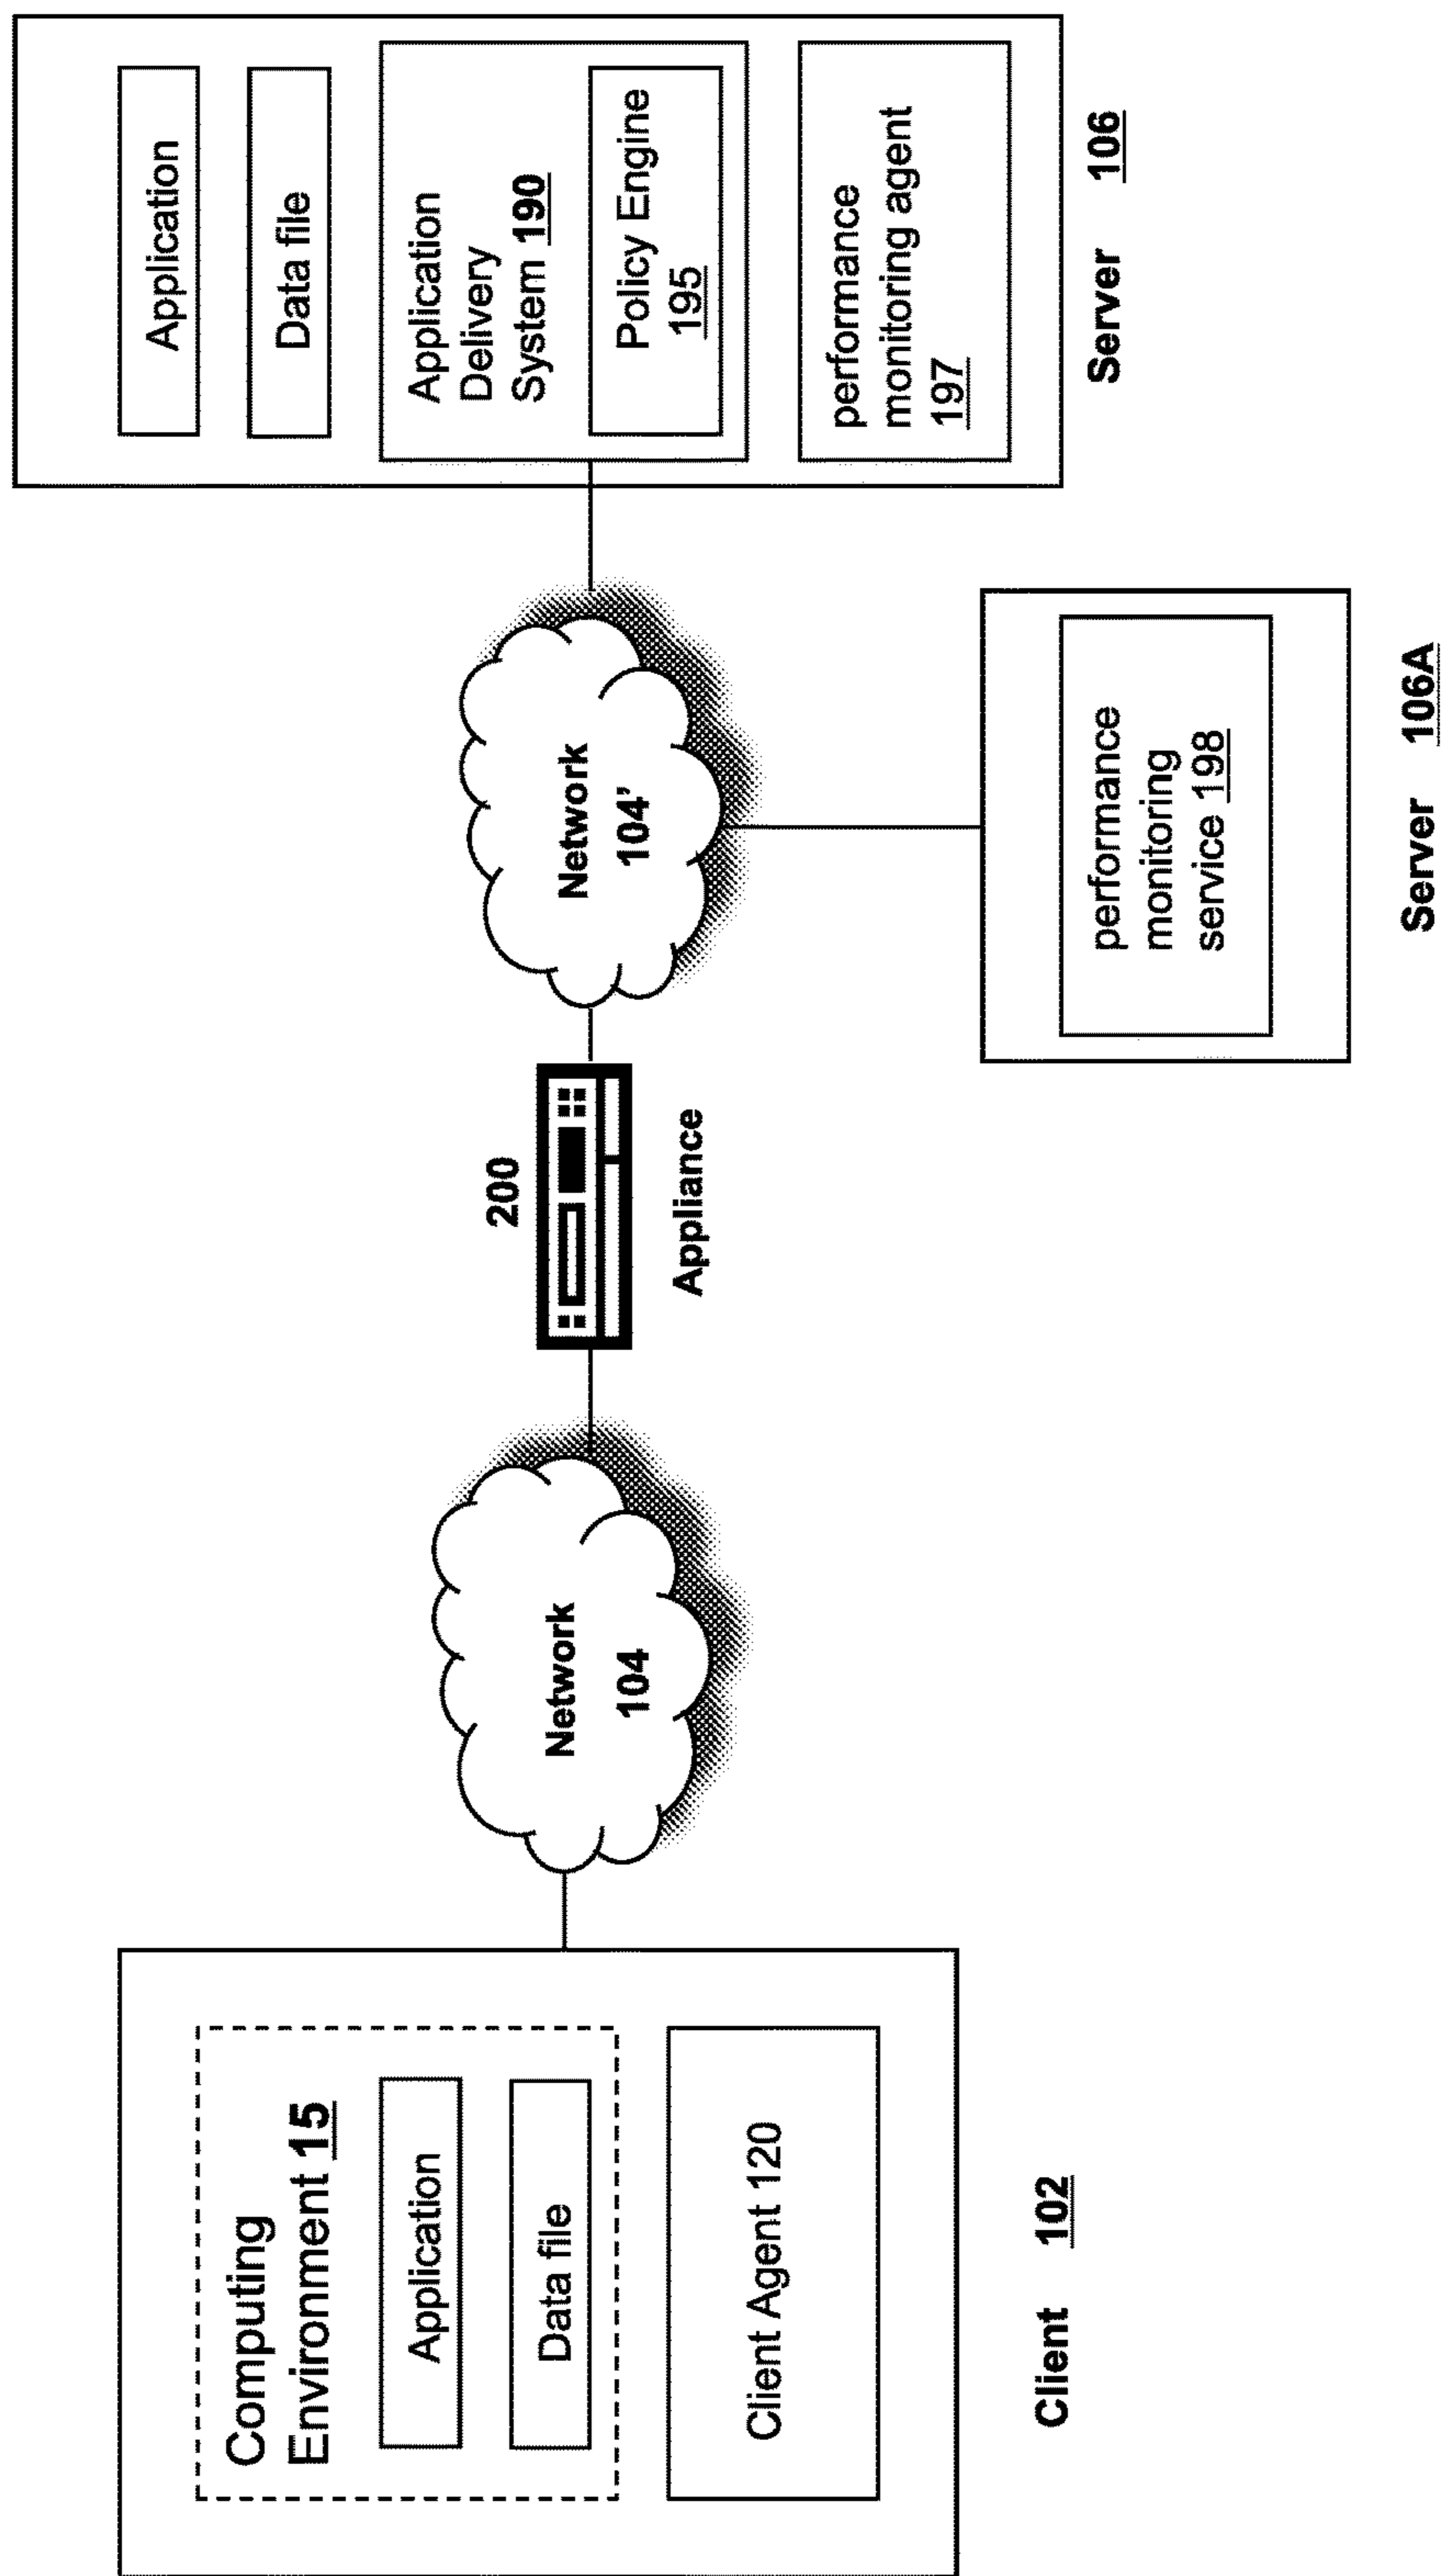 Computing
Environment 15
Application
Data file
Client Agent 120
Client 102
Network
104
200
Appliance
Network
104'
performance
monitoring
service 198
Server 106A
Application
Data file
Application
Delivery
System 190
Policy Engine
195
performance
monitoring agent
197
Server 106